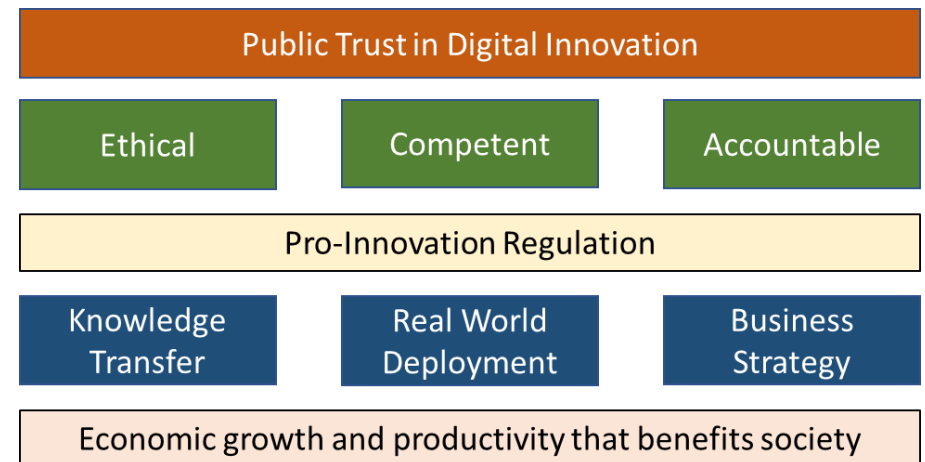 Public Trust in Digital Innovation
Ethical
Competent
Accountable
Pro-Innovation Regulation
Knowledge
Transfer
Real World
Deployment
Business
Strategy
Economic growth and productivity that benefits society